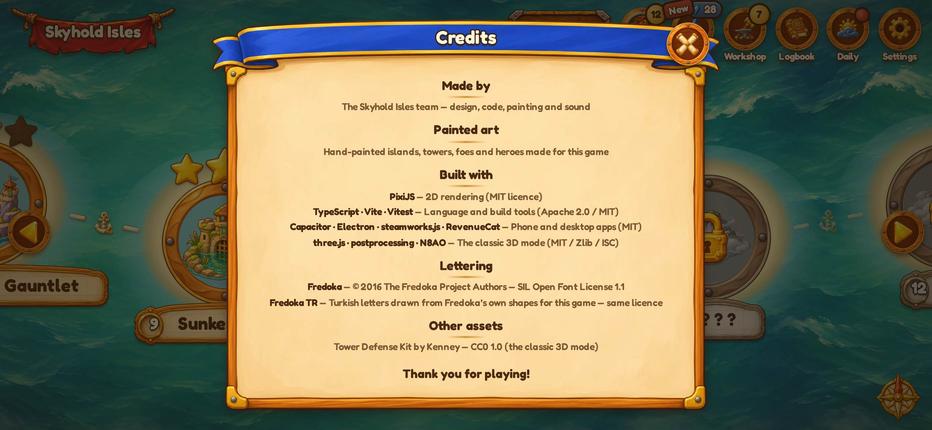 Skyhold Isles
12
New
28
7
Workshop
Logbook
Daily
Settings
Credits
Made by
The Skyhold Isles team – design, code, painting and sound
Painted art
Hand-painted islands, towers, foes and heroes made for this game
Built with
PixiJS – 2D rendering (MIT licence)
TypeScript · Vite · Vitest – Language and build tools (Apache 2.0 / MIT)
Capacitor · Electron · steamworks.js · RevenueCat – Phone and desktop apps (MIT)
three.js · postprocessing · N8AO – The classic 3D mode (MIT / Zlib / ISC)
Lettering
Fredoka – © 2016 The Fredoka Project Authors – SIL Open Font License 1.1
Fredoka TR – Turkish letters drawn from Fredoka's own shapes for this game – same licence
Other assets
Tower Defense Kit by Kenney – CC0 1.0 (the classic 3D mode)
Thank you for playing!
Gauntlet
9
Sunke
? ? ?
12